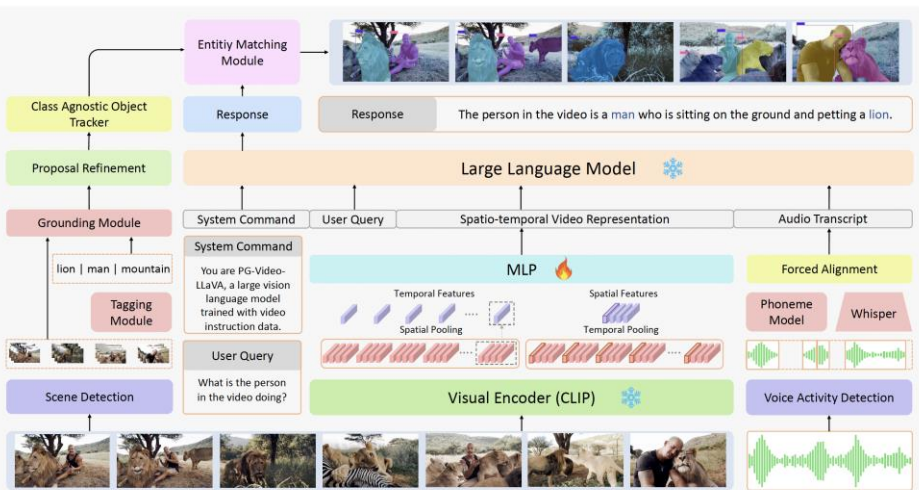 Entitiy Matching
Module
Class Agnostic Object
Tracker
Response
Response
The person in the video is a man who is sitting on the ground and petting a lion.
Proposal Refinement
Large Language Model
Grounding Module
System Command
User Query
Spatio-temporal Video Representation
Audio Transcript
lion | man | mountain
System Command
You are PG-Video-
LLaVA, a large vision
language model
trained with video
instruction data.
MLP
Forced Alignment
Tagging
Module
Temporal Features
Spatial Features
Spatial Pooling
Temporal Pooling
Phoneme
Model
Whisper
User Query
What is the person
in the video doing?
Scene Detection
Visual Encoder (CLIP)
Voice Activity Detection